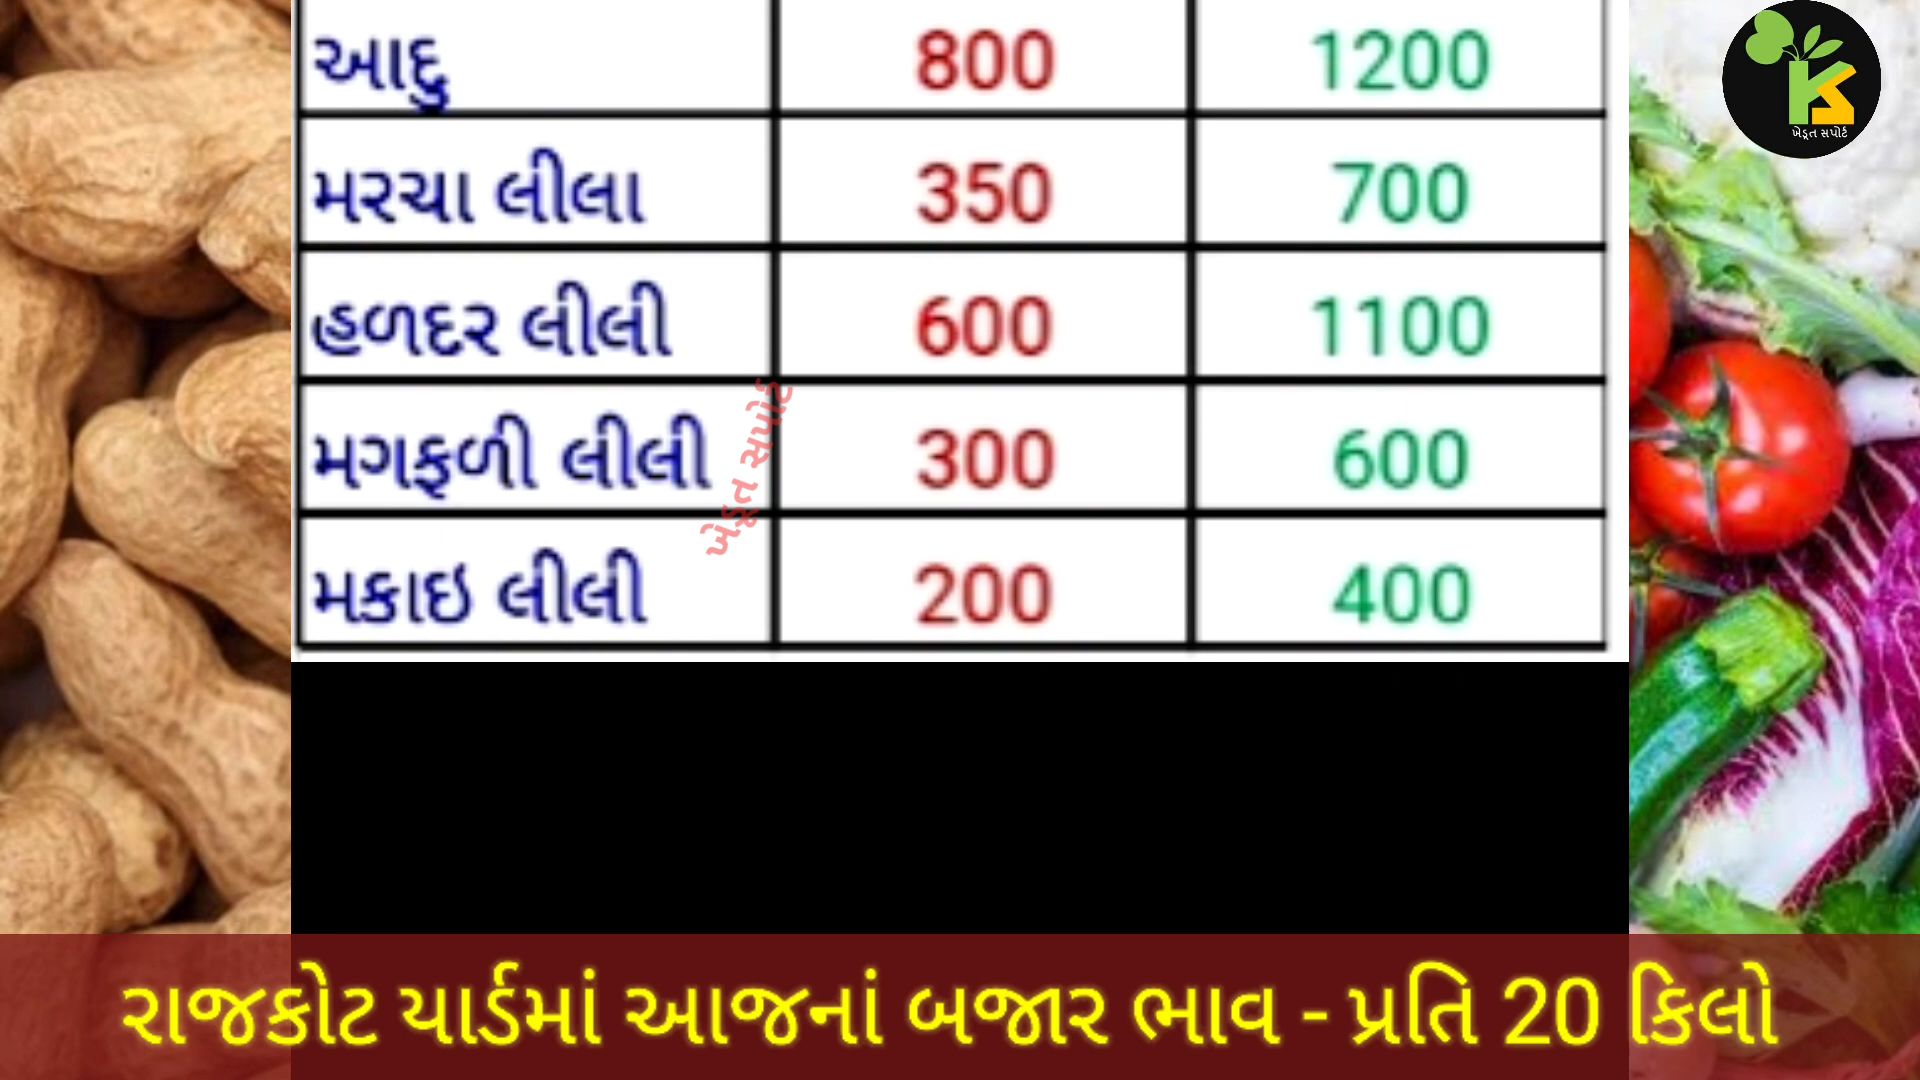 આદુ 800 1200
મરચા લીલા 350 700
હળદર લીલી 600 1100
મગફળી લીલી 300 600
મકાઇ લીલી 200 400
ખેડૂત સપોર્ટ
KS
ખેડૂત સપોર્ટ
રાજકોટ યાર્ડમાં આજનાં બજાર ભાવ - પ્રતિ 20 કિલો